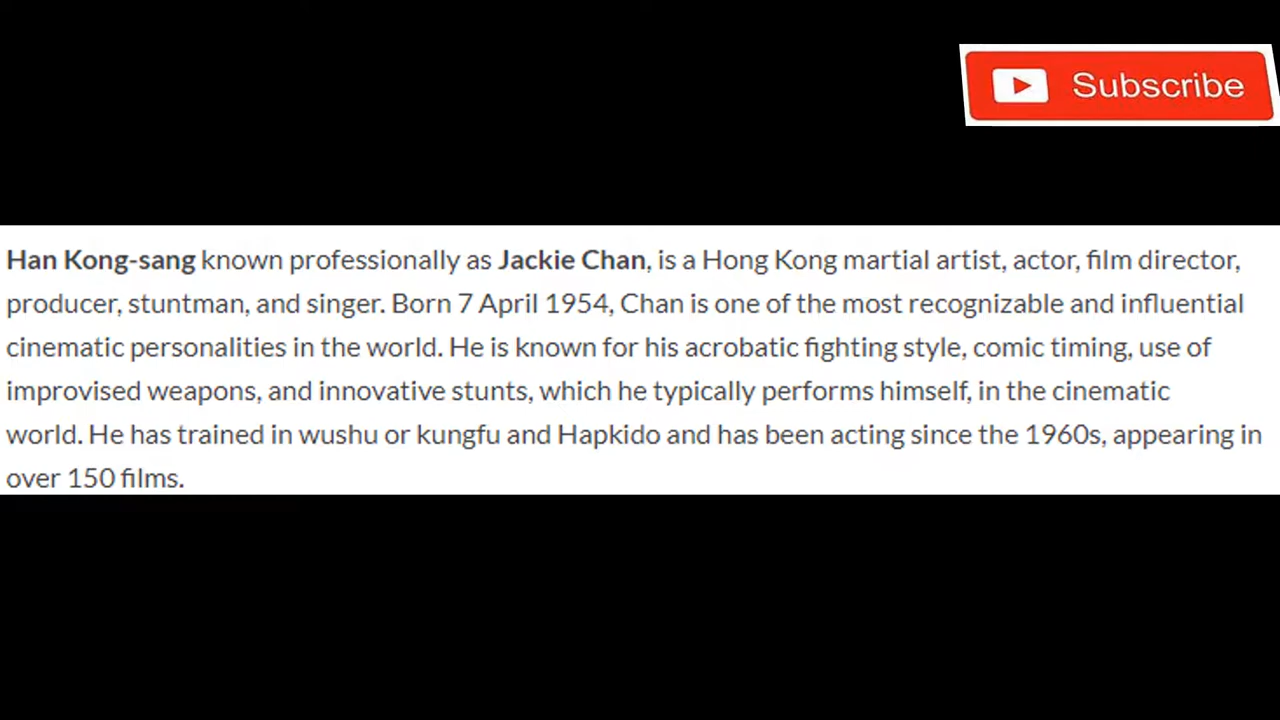 Subscribe
Han Kong-sang known professionally as Jackie Chan, is a Hong Kong martial artist, actor, film director,
producer, stuntman, and singer. Born 7 April 1954, Chan is one of the most recognizable and influential
cinematic personalities in the world. He is known for his acrobatic fighting style, comic timing, use of
improvised weapons, and innovative stunts, which he typically performs himself, in the cinematic
world. He has trained in wushu or kungfu and Hapkido and has been acting since the 1960s, appearing in
over 150 films.